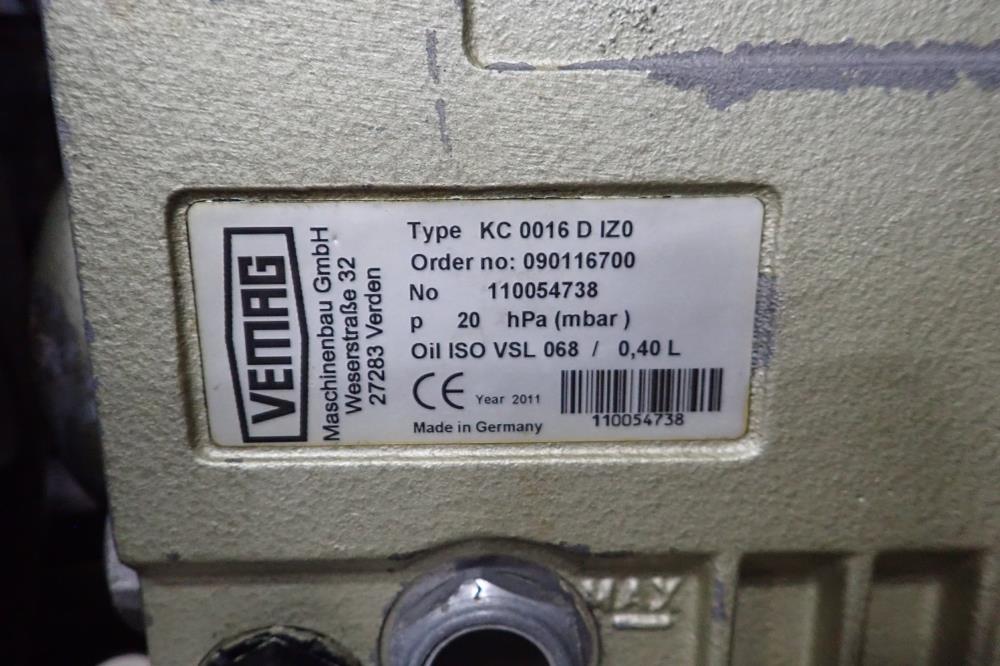 VEMAG
Maschinenbau GmbH
Weserstraße 32
27283 Verden
Type KC 0016 D IZ0
Order no: 090116700
No 110054738
p 20 hPa (mbar )
Oil ISO VSL 068 / 0,40 L
CE Year 2011
110054738
Made in Germany
MAX